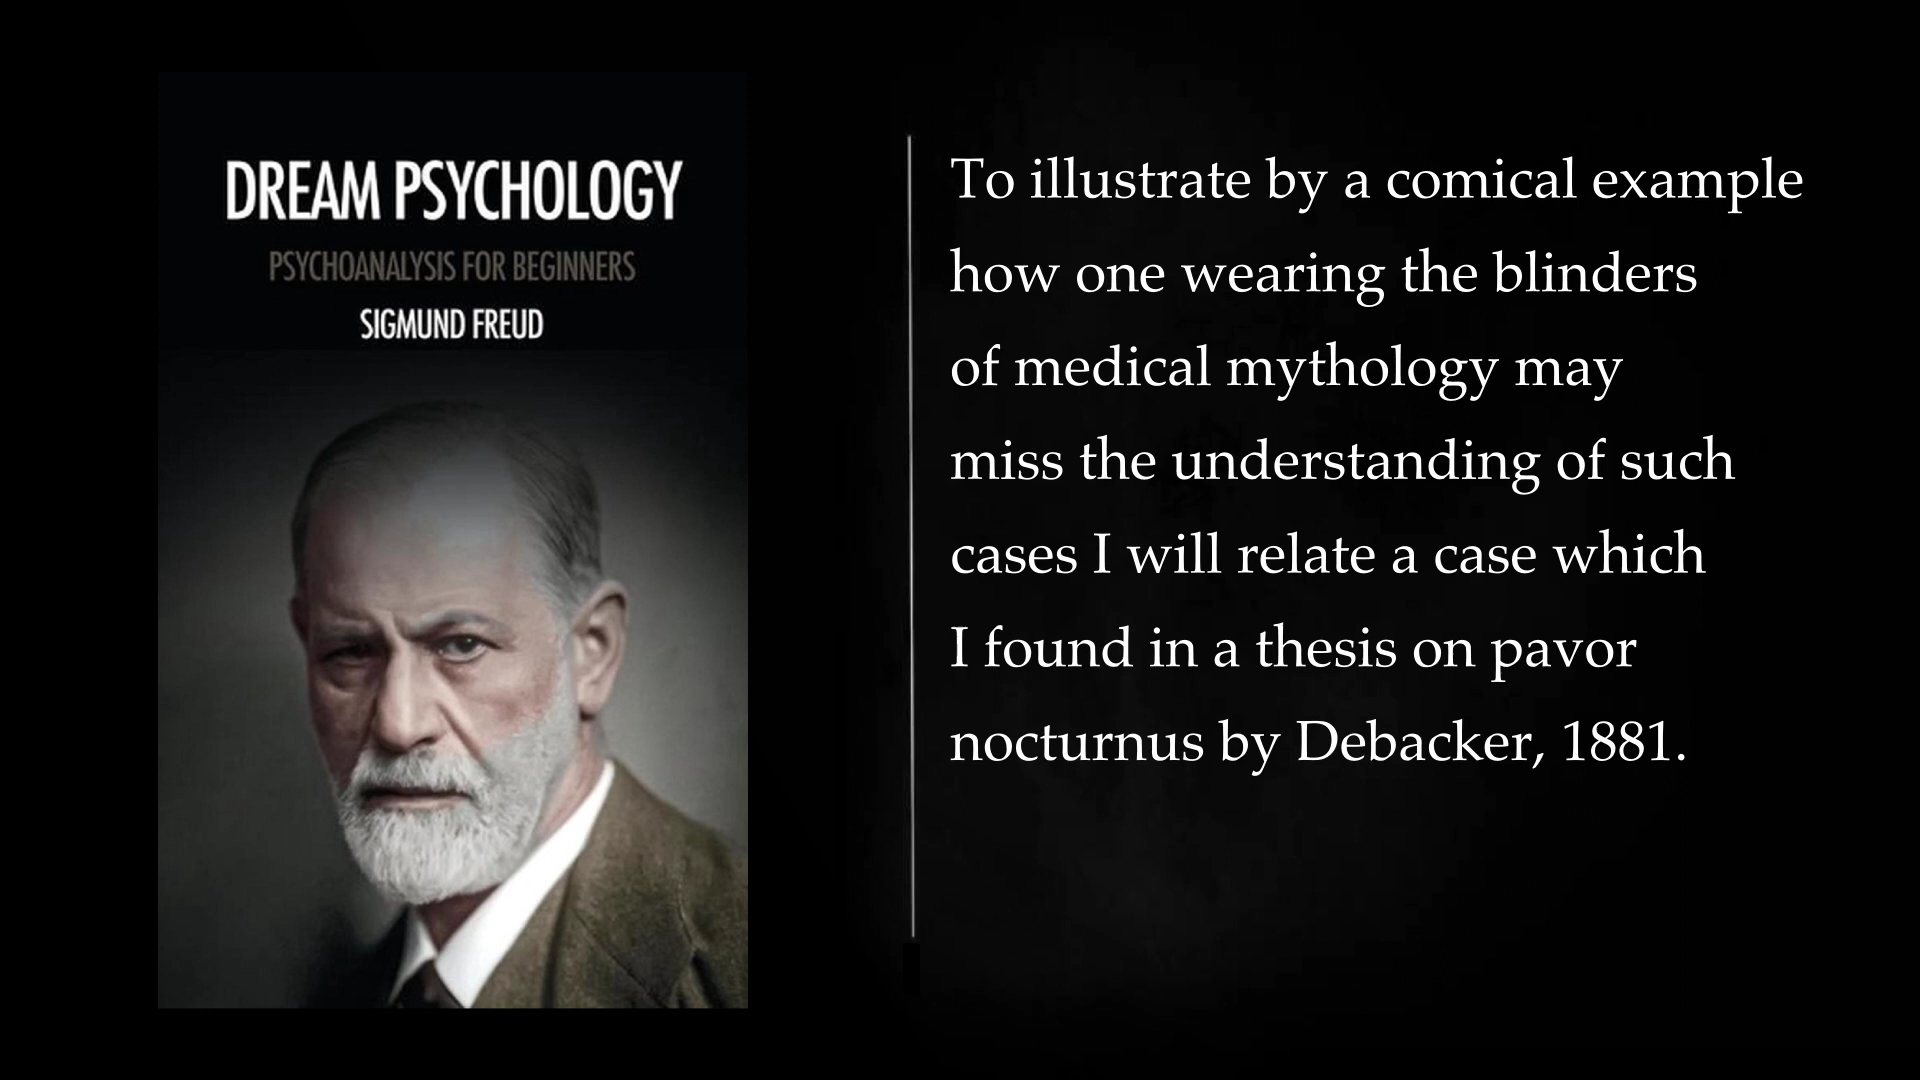 DREAM PSYCHOLOGY
PSYCHOANALYSIS FOR BEGINNERS
SIGMUND FREUD
To illustrate by a comical example
how one wearing the blinders
of medical mythology may
miss the understanding of such
cases I will relate a case which
I found in a thesis on pavor
nocturnus by Debacker, 1881.